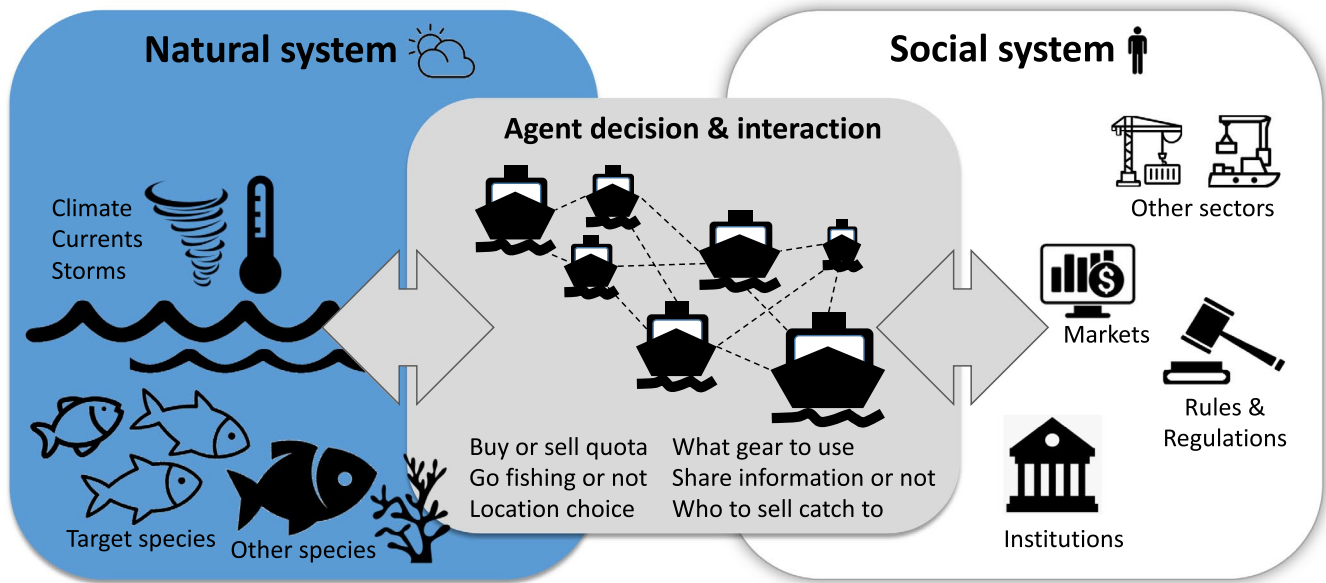 Natural system
Social system
Agent decision & interaction
Climate
Currents
Storms
Target species
Other species
Buy or sell quota
Go fishing or not
Location choice
What gear to use
Share information or not
Who to sell catch to
Other sectors
$
Markets
Rules &
Regulations
Institutions